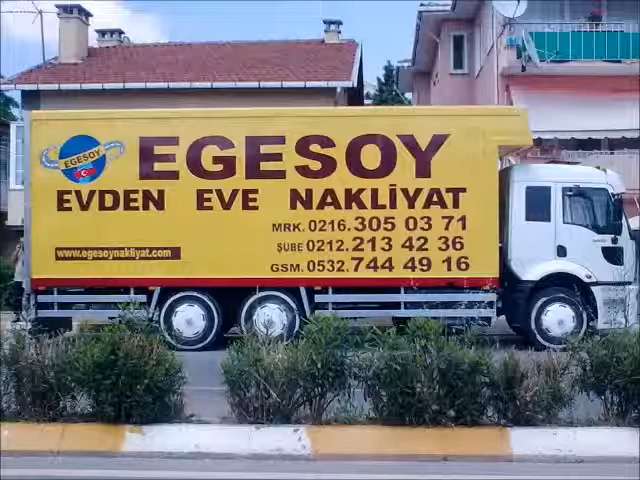 EGESOY
EGESOY
EVDEN EVE NAKLİYAT
MRK. 0216.305 03 71
ŞUBE 0212.213 42 36
www.egesoynakliyat.com
GSM. 0532.744 49 16